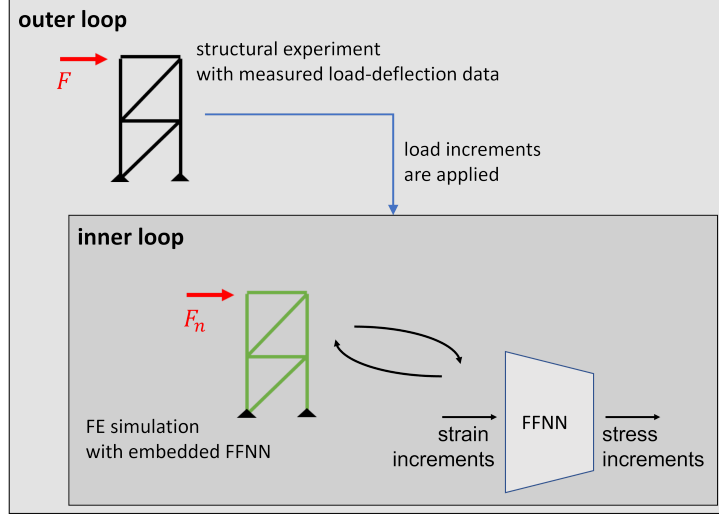 outer loop
structural experiment
with measured load-deflection data
F
load increments
are applied
inner loop
Fn
FE simulation
with embedded FFNN
strain
increments
FFNN
stress
increments